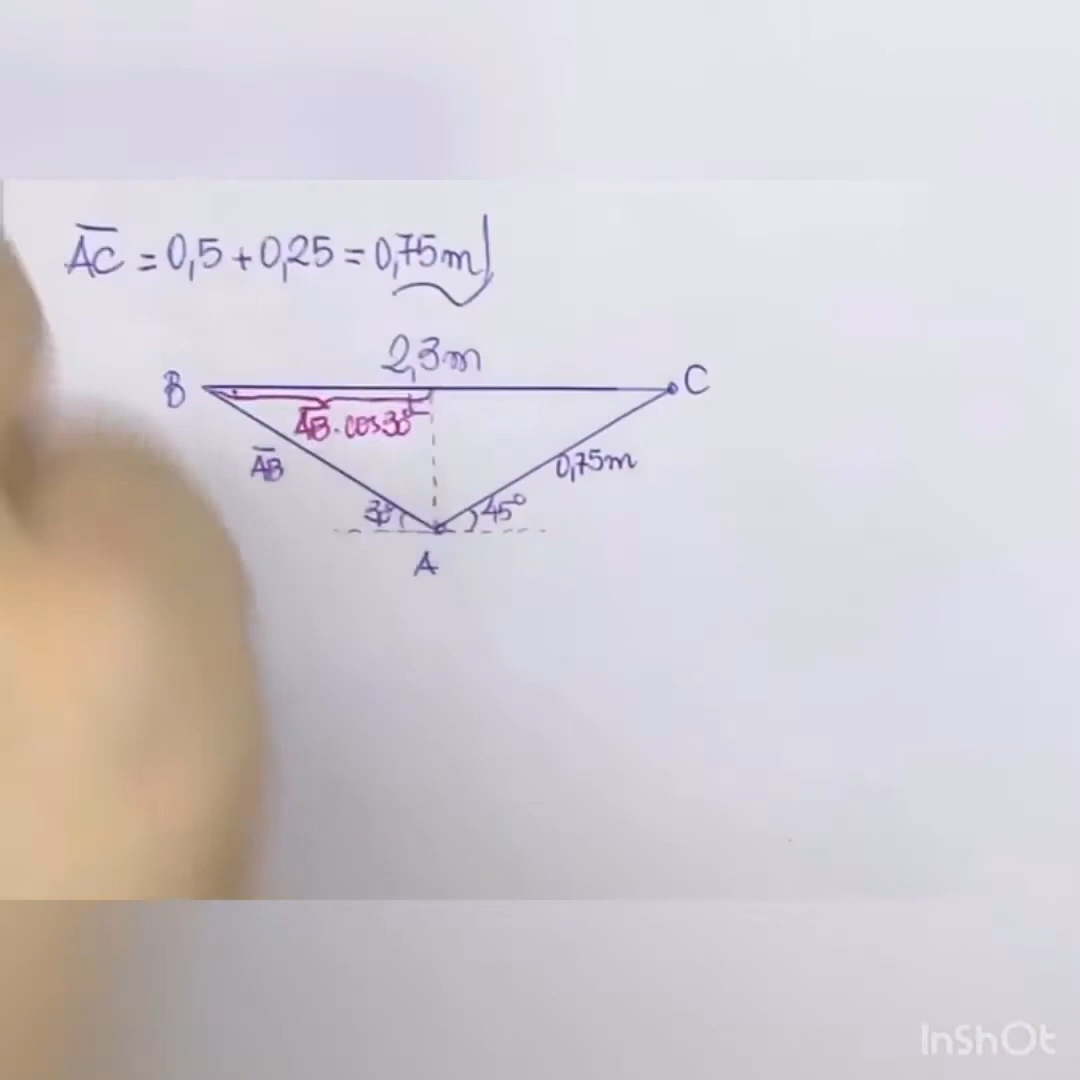 AC = 0,5 + 0,25 = 0,75m
2,3m
B
C
AB · cos30°
AB
0,75m
30°
45°
A
InShOt